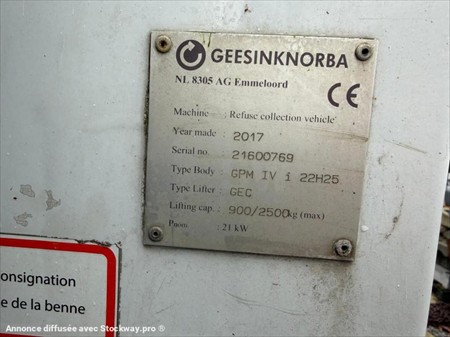 GEESINKNORBA
NL 8305 AG Emmeloord
CE
Machine : Refuse collection vehicle
Year made : 2017
Serial no. : 21600769
Type Body : GPM IV i 22H25
Type Lifter : GEC
Lifting cap. : 900/2500kg (max)
Pnom : 21 kW
onsignation
e de la benne
Annonce diffusée avec Stockway.pro ®